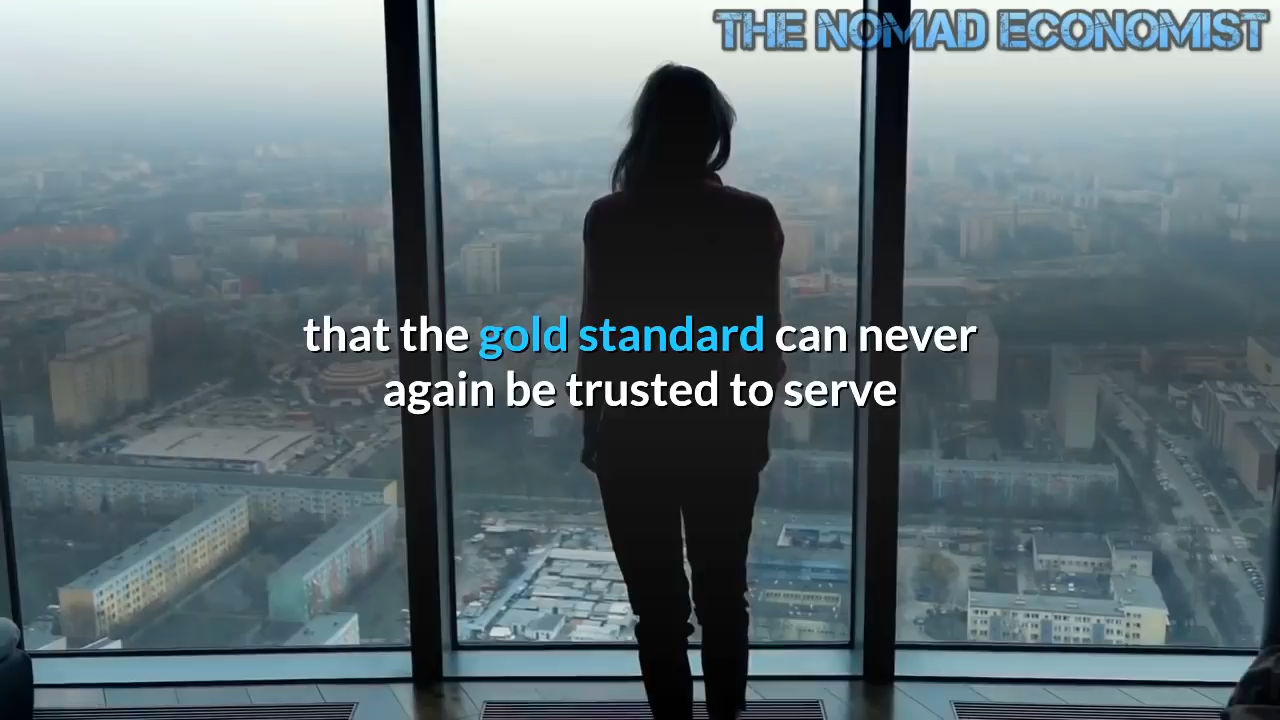 THE NOMAD ECONOMIST
that the gold standard can never
again be trusted to serve